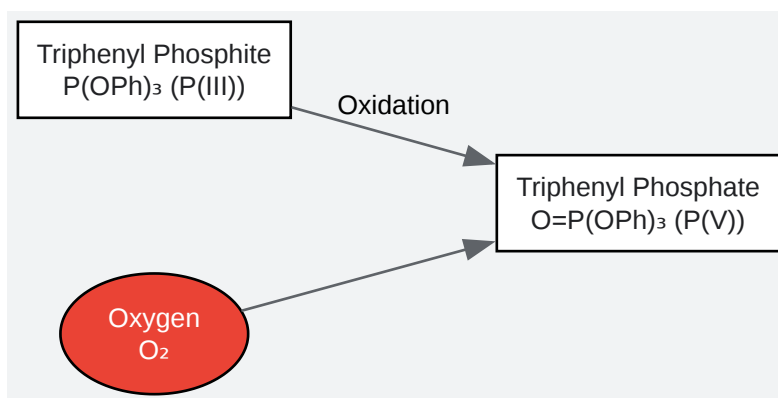 Triphenyl Phosphite
P(OPh)₃ (P(III))
Oxidation
Triphenyl Phosphate
O=P(OPh)₃ (P(V))
Oxygen
O₂